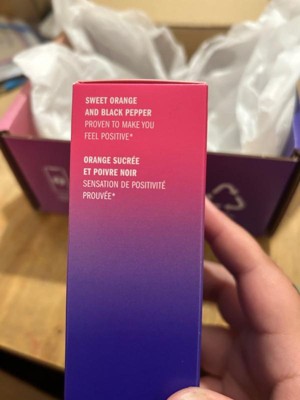 SWEET ORANGE
AND BLACK PEPPER
PROVEN TO MAKE YOU
FEEL POSITIVE*
ORANGE SUCRÉE
ET POIVRE NOIR
SENSATION DE POSITIVITÉ
PROUVÉE*